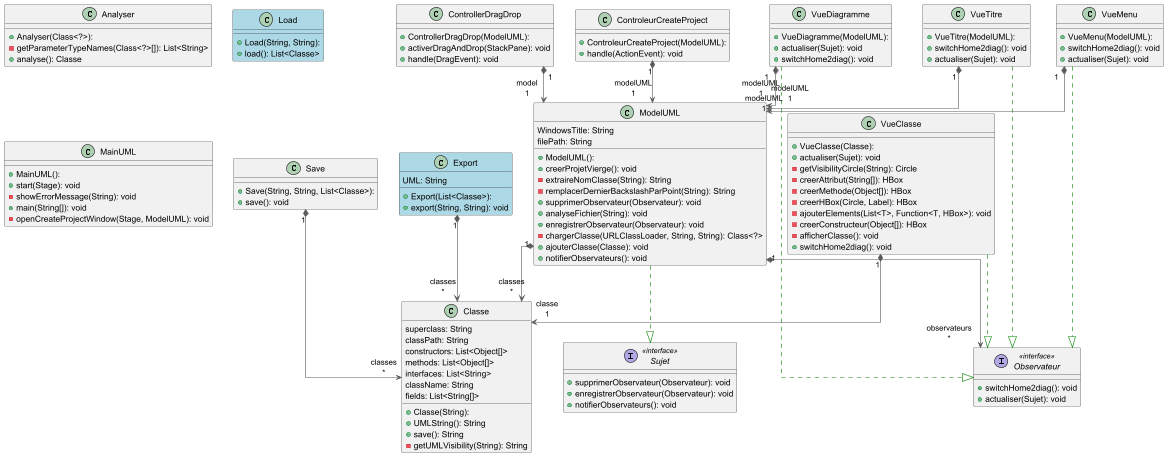 C Analyser
Analyser(Class<?>):
getParameterTypeNames(Class<?>[]): List<String>
analyse(): Classe
C Load
Load(String, String):
load(): List<Classe>
C ControllerDragDrop
ControllerDragDrop(ModelUML):
activerDragAndDrop(StackPane): void
handle(DragEvent): void
C ControleurCreateProject
ControleurCreateProject(ModelUML):
handle(ActionEvent): void
C VueDiagramme
VueDiagramme(ModelUML):
actualiser(Sujet): void
switchHome2diag(): void
C VueTitre
VueTitre(ModelUML):
switchHome2diag(): void
actualiser(Sujet): void
C VueMenu
VueMenu(ModelUML):
switchHome2diag(): void
actualiser(Sujet): void
1
1
1
1
1
model
1
modelUML
1
modelUML
modelUML
1
modelUML
1
C MainUML
MainUML():
start(Stage): void
showErrorMessage(String): void
main(String[]): void
openCreateProjectWindow(Stage, ModelUML): void
C Save
Save(String, String, List<Classe>):
save(): void
1
C Export
UML: String
Export(List<Classe>):
export(String, String): void
1
C ModelUML
WindowsTitle: String
filePath: String
ModelUML():
creerProjetVierge(): void
extraireNomClasse(String): String
remplacerDernierBackslashParPoint(String): String
supprimerObservateur(Observateur): void
analyseFichier(String): void
enregistrerObservateur(Observateur): void
chargerClasse(URLClassLoader, String, String): Class<?>
ajouterClasse(Classe): void
notifierObservateurs(): void
1
1
C VueClasse
VueClasse(Classe):
actualiser(Sujet): void
getVisibilityCircle(String): Circle
creerAttribut(String[]): HBox
creerMethode(Object[]): HBox
creerHBox(Circle, Label): HBox
ajouterElements(List<T>, Function<T, HBox>): void
creerConstructeur(Object[]): HBox
afficherClasse(): void
switchHome2diag(): void
1
classes
*
classes
*
classe
1
classes
*
observateurs
*
C Classe
superclass: String
classPath: String
constructors: List<Object[]>
methods: List<Object[]>
interfaces: List<String>
className: String
fields: List<String[]>
Classe(String):
UMLString(): String
save(): String
getUMLVisibility(String): String
I «interface»
Sujet
supprimerObservateur(Observateur): void
enregistrerObservateur(Observateur): void
notifierObservateurs(): void
I «interface»
Observateur
switchHome2diag(): void
actualiser(Sujet): void